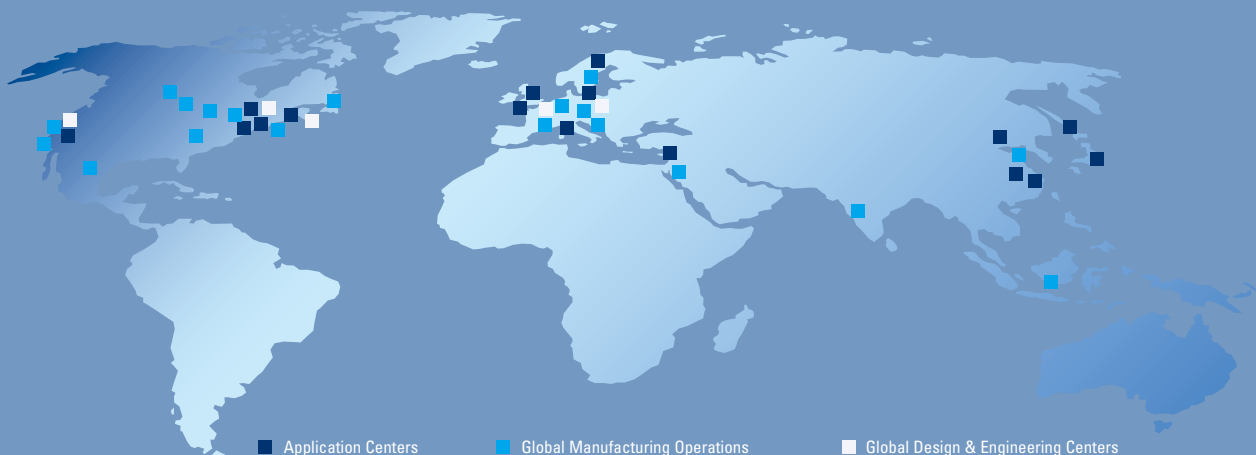 Application Centers
Global Manufacturing Operations
Global Design & Engineering Centers